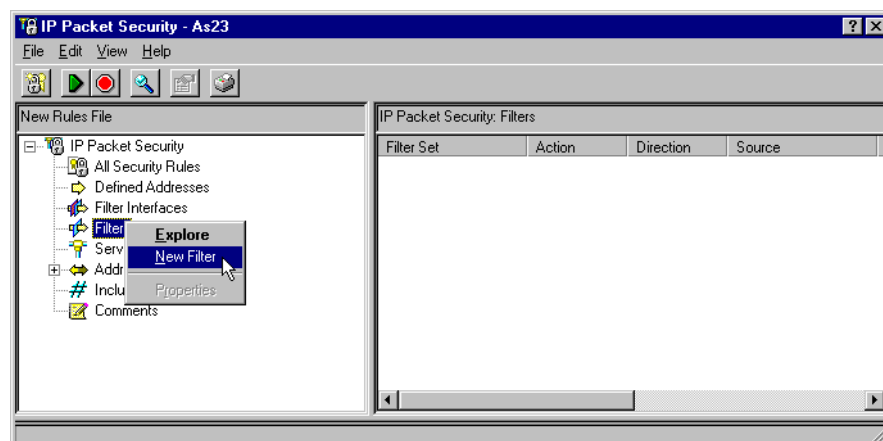 IP Packet Security - As23
File Edit View Help
New Rules File
IP Packet Security: Filters
IP Packet Security
All Security Rules
Defined Addresses
Filter Interfaces
Filter
Serv
Addr
Inclu
Comments
Explore
New Filter
Properties
Filter Set Action Direction Source